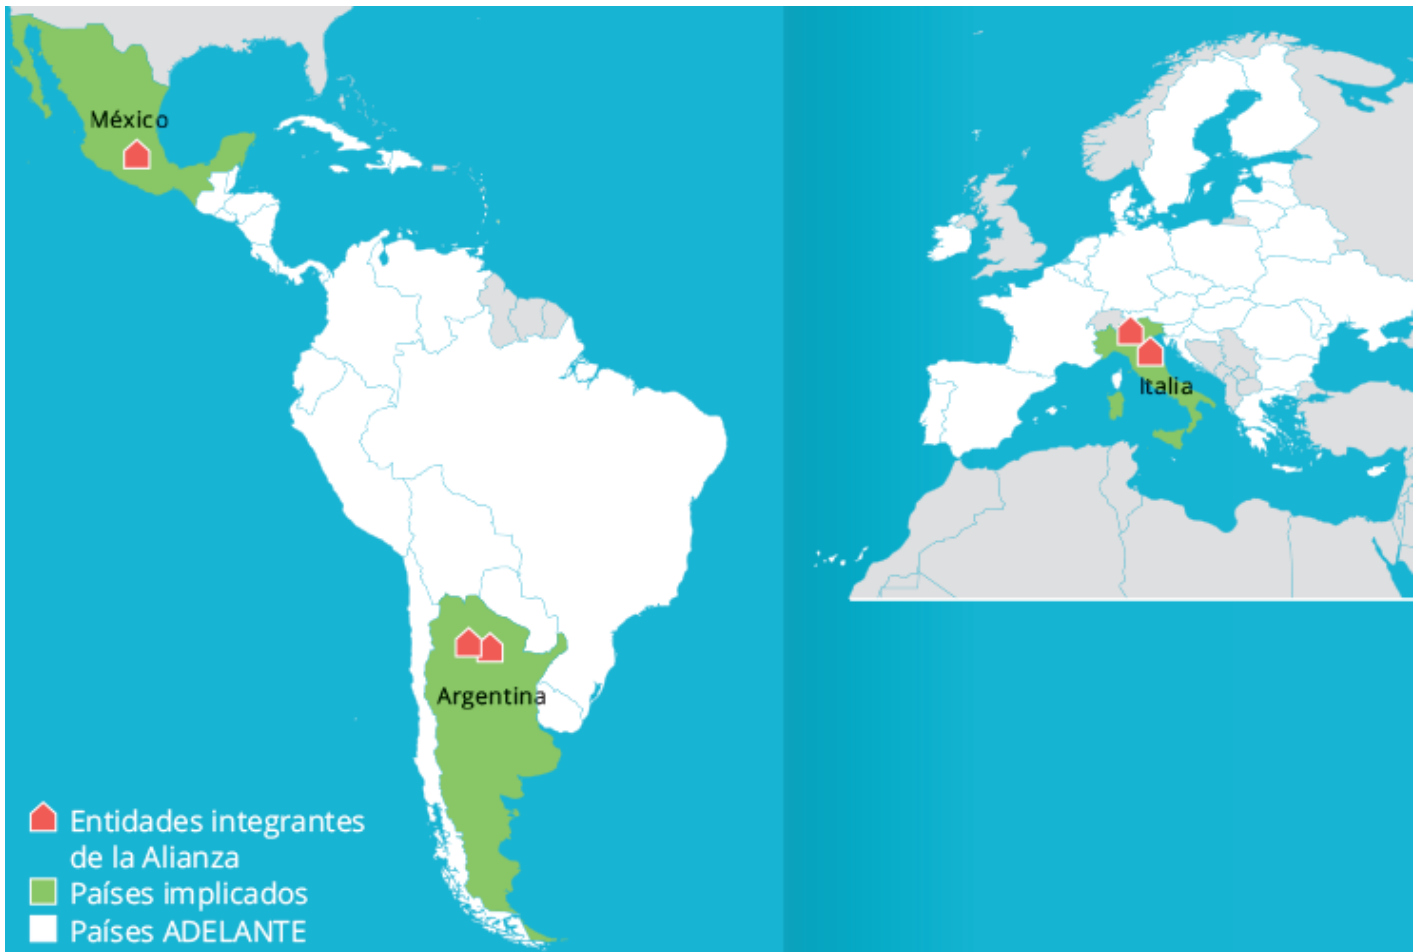 México
Italia
Argentina
Entidades integrantes
de la Alianza
Países implicados
Países ADELANTE